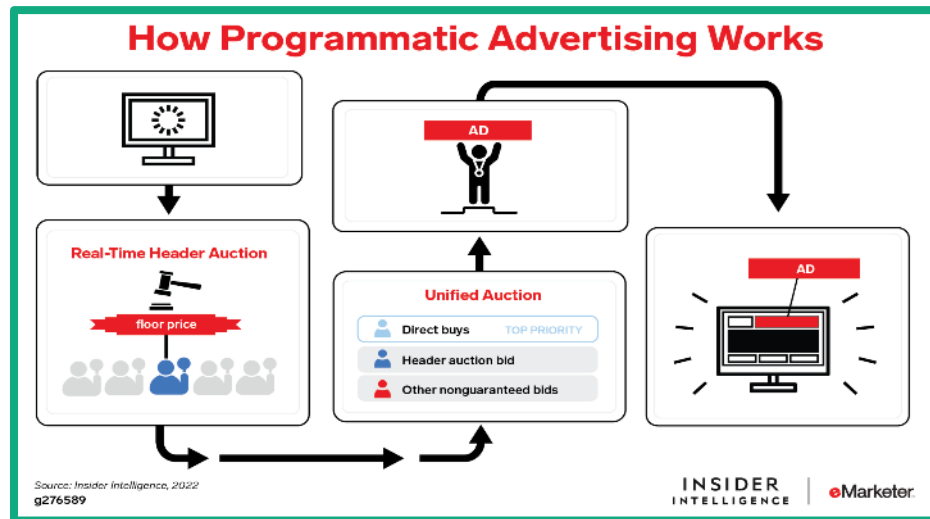 How Programmatic Advertising Works
AD
Real-Time Header Auction
floor price
Unified Auction
Direct buys TOP PRIORITY
Header auction bid
Other nonguaranteed bids
AD
Source: Insider Intelligence, 2022
g276589
INSIDER
INTELLIGENCE
eMarketer